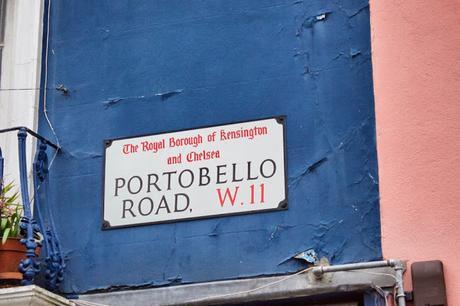 The Royal Borough of Kensington
and Chelsea
PORTOBELLO
ROAD, W.11